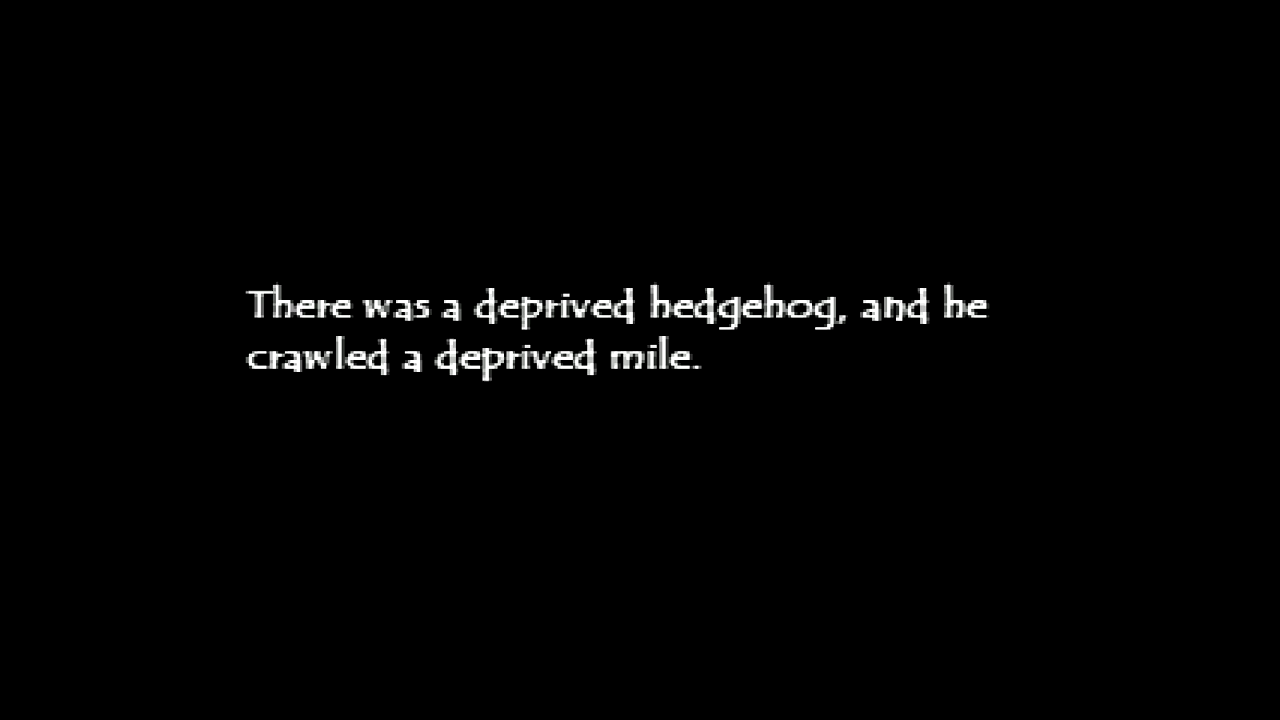 There was a deprived hedgehog, and he
crawled a deprived mile.